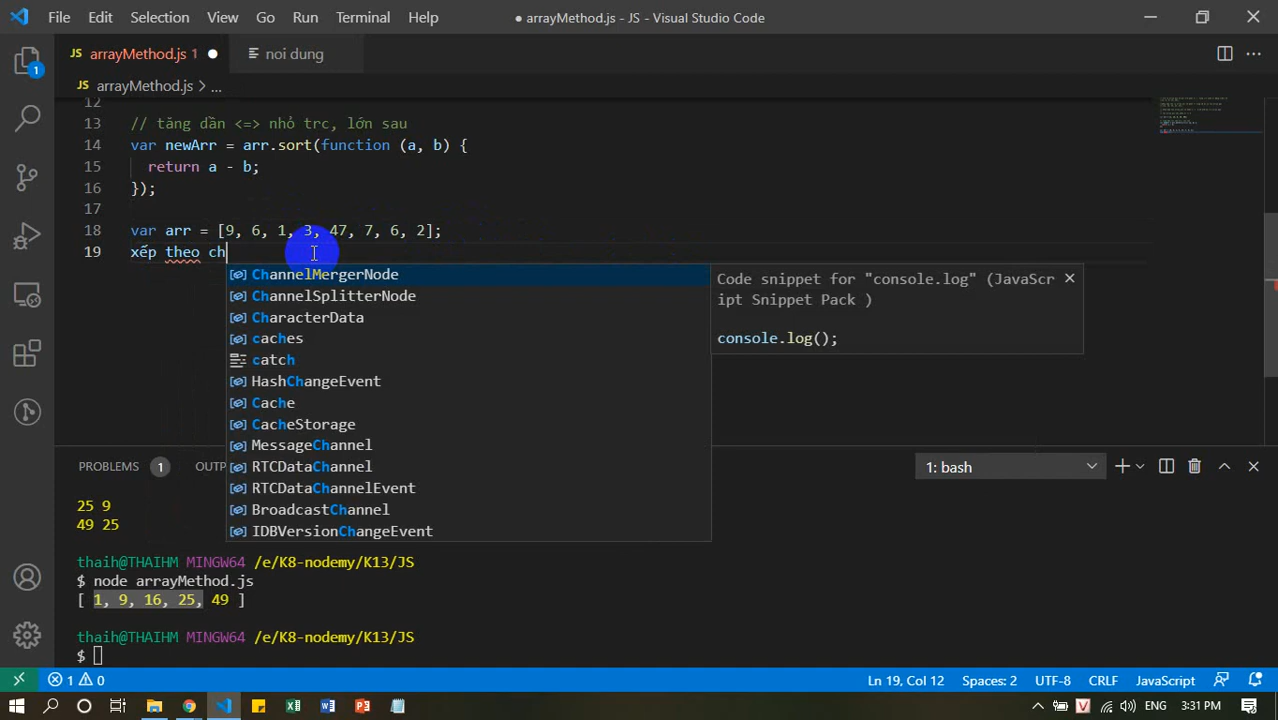 File Edit Selection View Go Run Terminal Help
● arrayMethod.js - JS - Visual Studio Code
JS arrayMethod.js 1 ●
noi dung
JS arrayMethod.js > ...
12
13 // tăng dần <=> nhỏ trc, lớn sau
14 var newArr = arr.sort(function (a, b) {
15 return a - b;
16 });
17
18 var arr = [9, 6, 1, 3, 47, 7, 6, 2];
19 xếp theo ch
ChannelMergerNode
ChannelSplitterNode
CharacterData
caches
catch
HashChangeEvent
Cache
CacheStorage
MessageChannel
RTCDataChannel
RTCDataChannelEvent
BroadcastChannel
IDBVersionChangeEvent
Code snippet for "console.log" (JavaScr
ipt Snippet Pack )
console.log();
1
PROBLEMS 1 OUTP
1: bash
25 9
49 25
thaih@THAIHM MINGW64 /e/K8-nodemy/K13/JS
$ node arrayMethod.js
[ 1, 9, 16, 25, 49 ]
thaih@THAIHM MINGW64 /e/K8-nodemy/K13/JS
$
1 0
Ln 19, Col 12 Spaces: 2 UTF-8 CRLF JavaScript
V ENG 3:31 PM